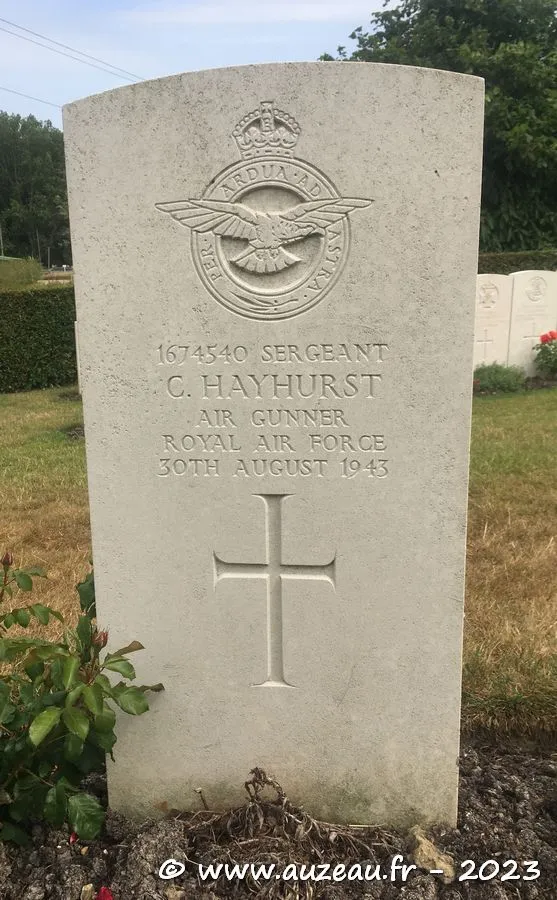 PER · ARDUA · AD · ASTRA ·
1674540 SERGEANT
C. HAYHURST
AIR GUNNER
ROYAL AIR FORCE
30TH AUGUST 1943
© www.auzeau.fr - 2023